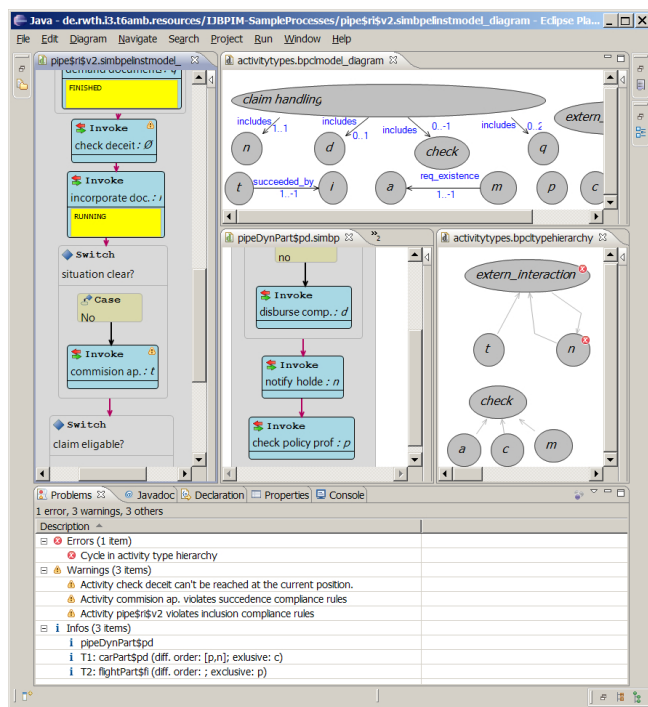 Java - de.rwth.i3.t6amb.resources/IJBPIM-SampleProcesses/pipe$ri$v2.simbpelinstmodel_diagram - Eclipse Pla...
File Edit Diagram Navigate Search Project Run Window Help
pipe$ri$v2.simbpelinstmodel_
demand document: q
FINISHED
Invoke
check deceit: Ø
Invoke
incorporate doc.: i
RUNNING
Switch
situation clear?
Case
No
Invoke
commision ap.: t
Switch
claim eligable?
activitytypes.bpclmodel_diagram
claim handling
extern_
includes
1..1
includes
0..1
includes
0..-1
includes
0..2
n
d
check
q
t
succeeded_by
1..-1
i
a
req_existence
1..-1
m
p
c
pipeDynPart$pd.simbp
»2
no
Invoke
disburse comp.: d
Invoke
notify holde: n
Invoke
check policy prof: p
activitytypes.bpcltypehierarchy
extern_interaction
t
n
check
a
c
m
Problems Javadoc Declaration Properties Console
1 error, 3 warnings, 3 others
Description
Errors (1 item)
Cycle in activity type hierarchy
Warnings (3 items)
Activity check deceit can't be reached at the current posision.
Activity commision ap. violates succedence compliance rules
Activity pipe$ri$v2 violates inclusion compliance rules
Infos (3 items)
pipeDynPart$pd
T1: carPart$pd (diff. order: [p,n]; exlusive: c)
T2: flightPart$fi (diff. order: ; exclusive: p)